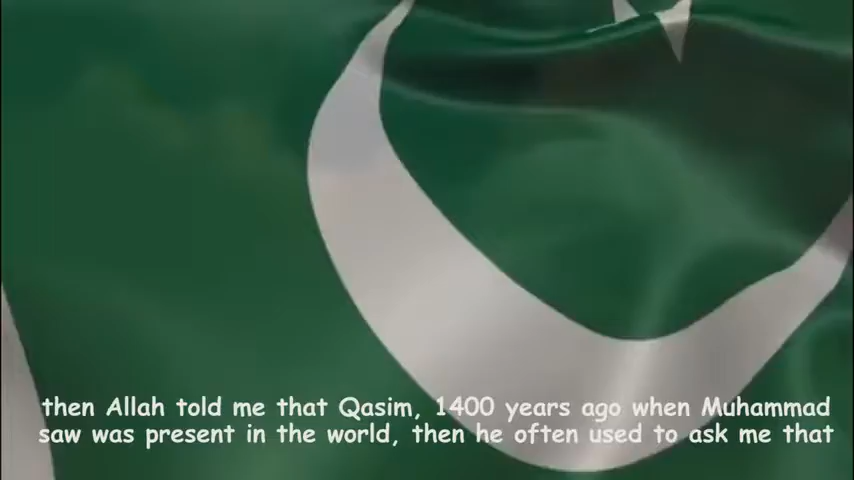 then Allah told me that Qasim, 1400 years ago when Muhammad
saw was present in the world, then he often used to ask me that